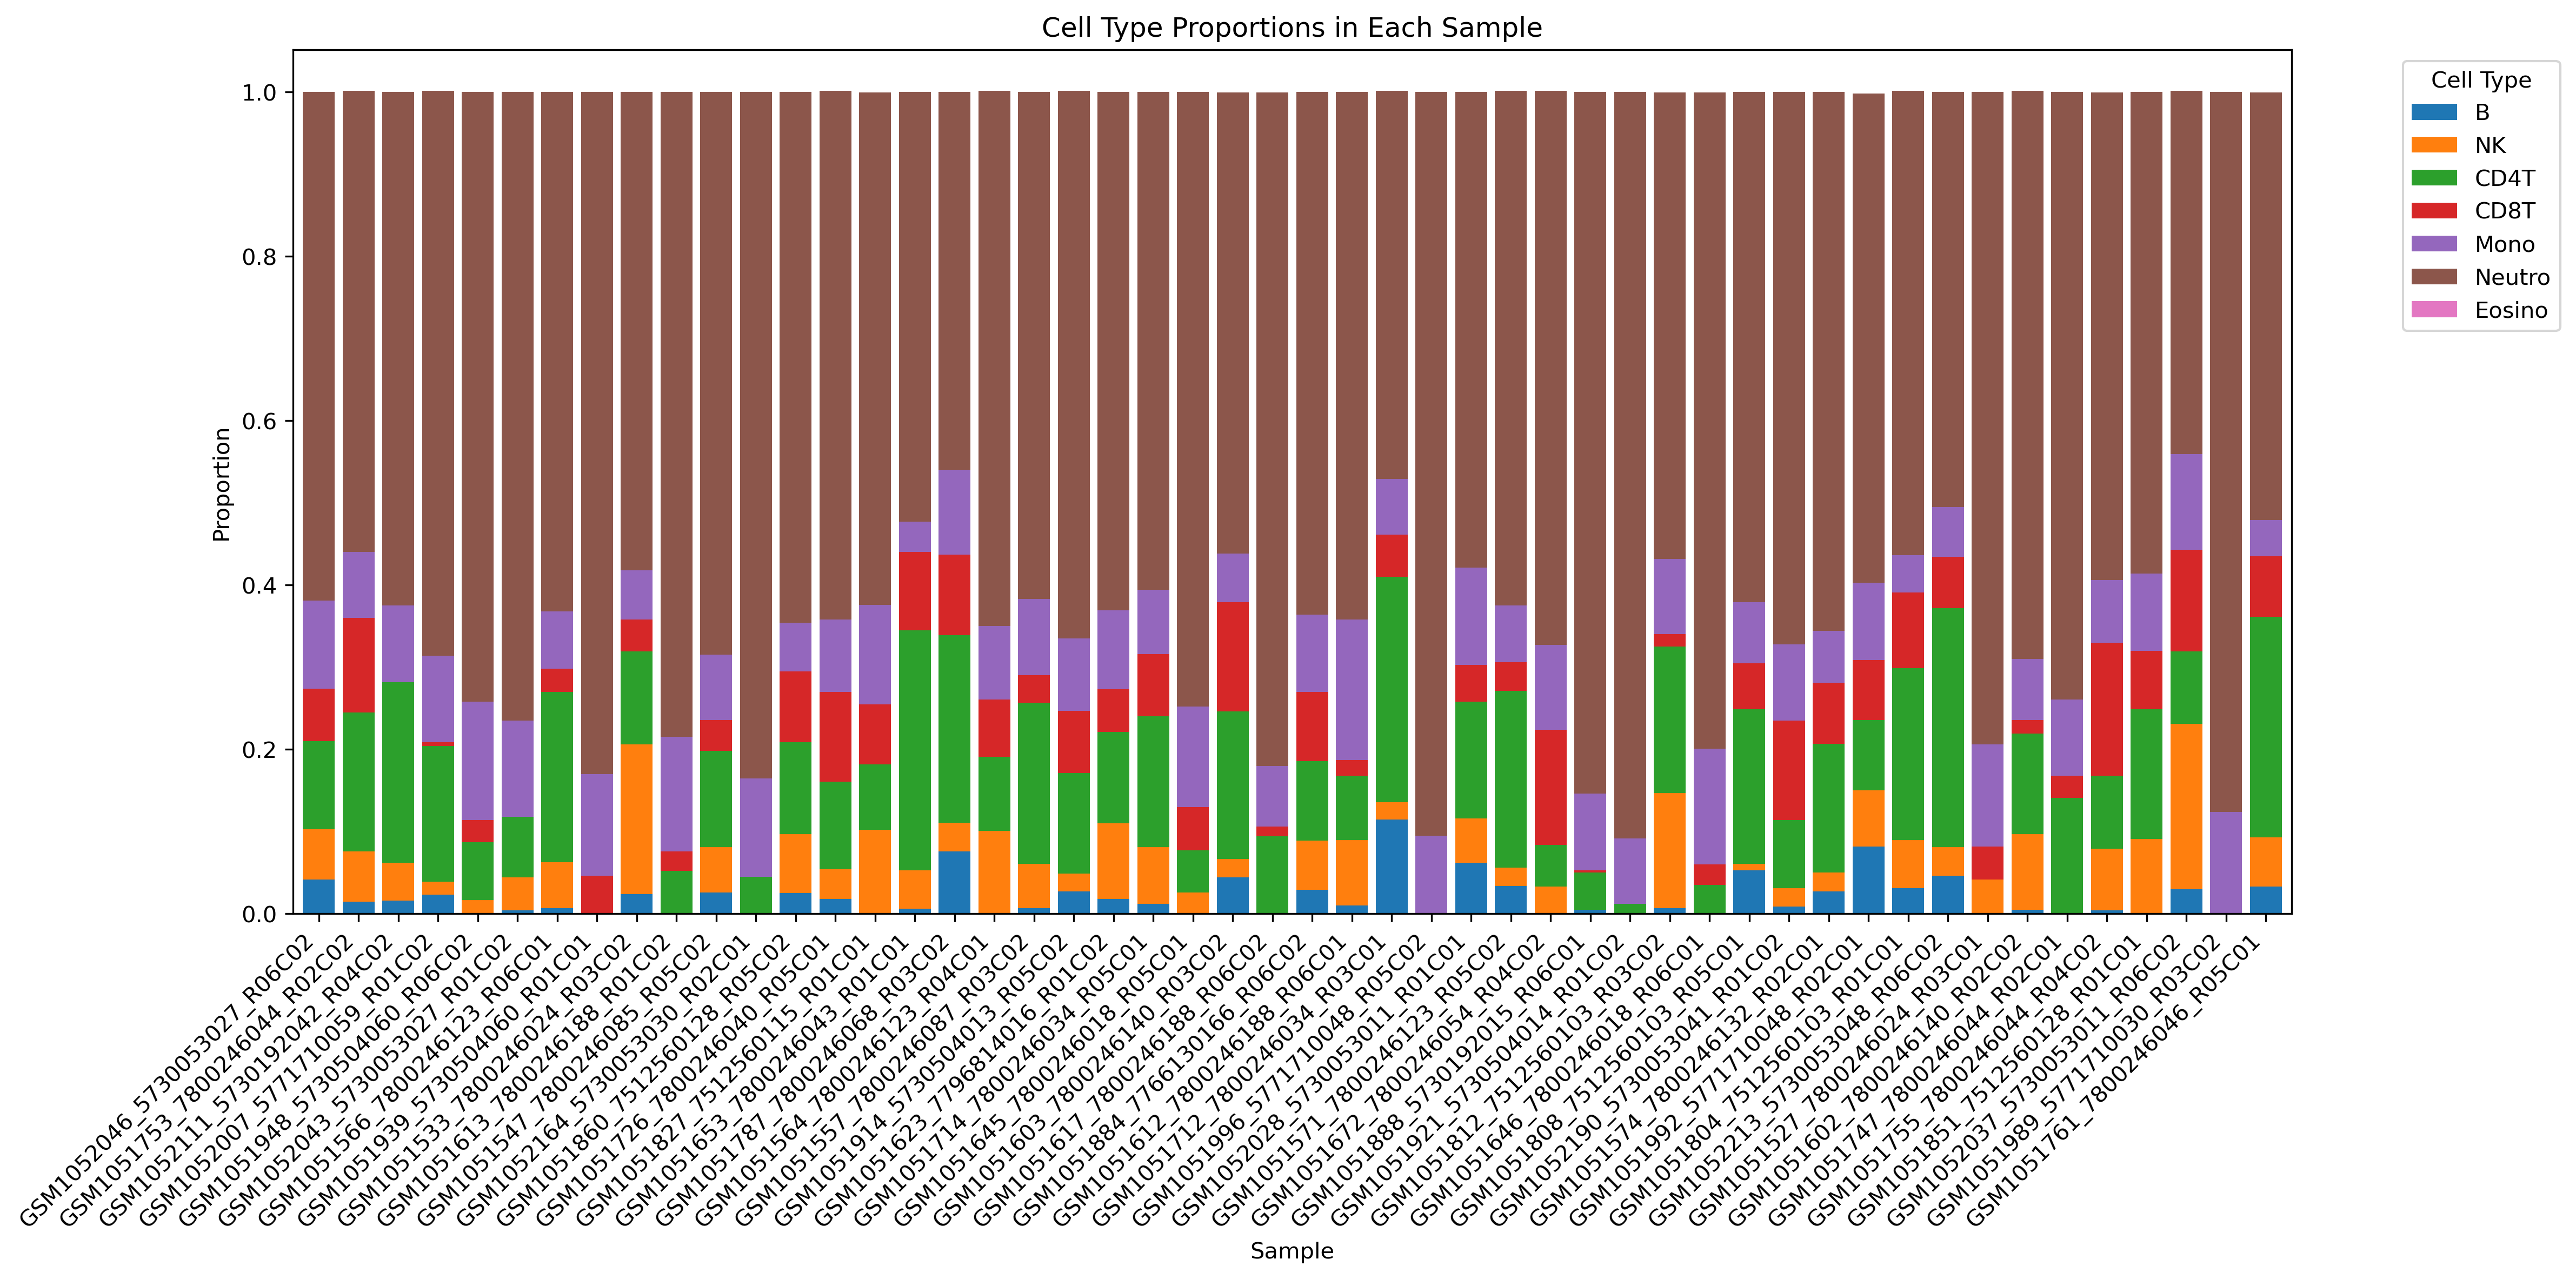 Cell Type Proportions in Each Sample
Proportion
1.0
0.8
0.6
0.4
0.2
0.0
Cell Type
B
NK
CD4T
CD8T
Mono
Neutro
Eosino
GSM1052046_5730053027_R06C02
GSM1051753_7800246044_R02C02
GSM1052111_5730192042_R04C02
GSM1052007_5771710059_R01C02
GSM1051948_5730504060_R06C02
GSM1052043_5730053027_R01C02
GSM1051566_7800246123_R06C01
GSM1051939_5730504060_R01C01
GSM1051533_7800246024_R03C02
GSM1051613_7800246188_R01C02
GSM1051547_7800246085_R05C02
GSM1052164_5730053030_R02C01
GSM1051860_7512560128_R05C02
GSM1051726_7800246040_R05C01
GSM1051827_7512560115_R01C01
GSM1051653_7800246043_R01C01
GSM1051787_7800246068_R03C02
GSM1051564_7800246123_R04C01
GSM1051557_7800246087_R03C02
GSM1051914_5730504013_R05C02
GSM1051623_7796814016_R01C02
GSM1051714_7800246034_R05C01
GSM1051645_7800246018_R05C01
GSM1051603_7800246140_R03C02
GSM1051617_7800246188_R06C02
GSM1051884_7766130166_R06C02
GSM1051612_7800246188_R06C01
GSM1051712_7800246034_R03C01
GSM1051996_5771710048_R05C02
GSM1052028_5730053011_R01C01
GSM1051571_7800246123_R05C02
GSM1051672_7800246054_R04C02
GSM1051888_5730192015_R06C01
GSM1051921_5730504014_R01C02
GSM1051812_7512560103_R03C02
GSM1051646_7800246018_R06C01
GSM1051808_7512560103_R05C01
GSM1052190_5730053041_R01C02
GSM1051574_7800246132_R02C01
GSM1051992_5771710048_R02C01
GSM1051804_7512560103_R01C01
GSM1052213_5730053048_R06C02
GSM1051527_7800246024_R03C01
GSM1051602_7800246140_R02C02
GSM1051747_7800246044_R02C01
GSM1051755_7800246044_R04C02
GSM1051851_7512560128_R01C01
GSM1052037_5730053011_R06C02
GSM1051989_5771710030_R03C02
GSM1051761_7800246046_R05C01
Sample